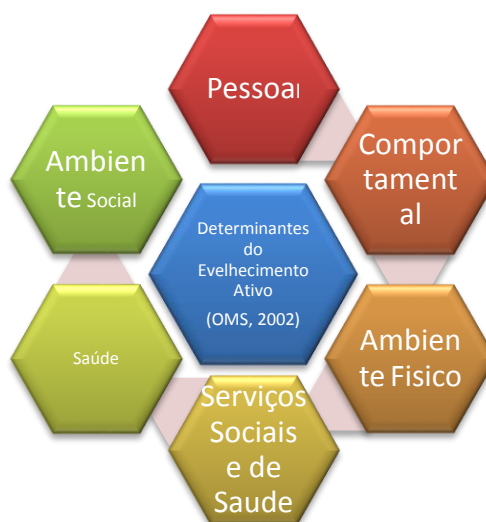 Pessoal
Compor
tament
al
Ambien
te Fisico
Serviços
Sociais
e de
Saude
Saúde
Ambien
te Social
Determinantes
do
Evelhecimento
Ativo
(OMS, 2002)